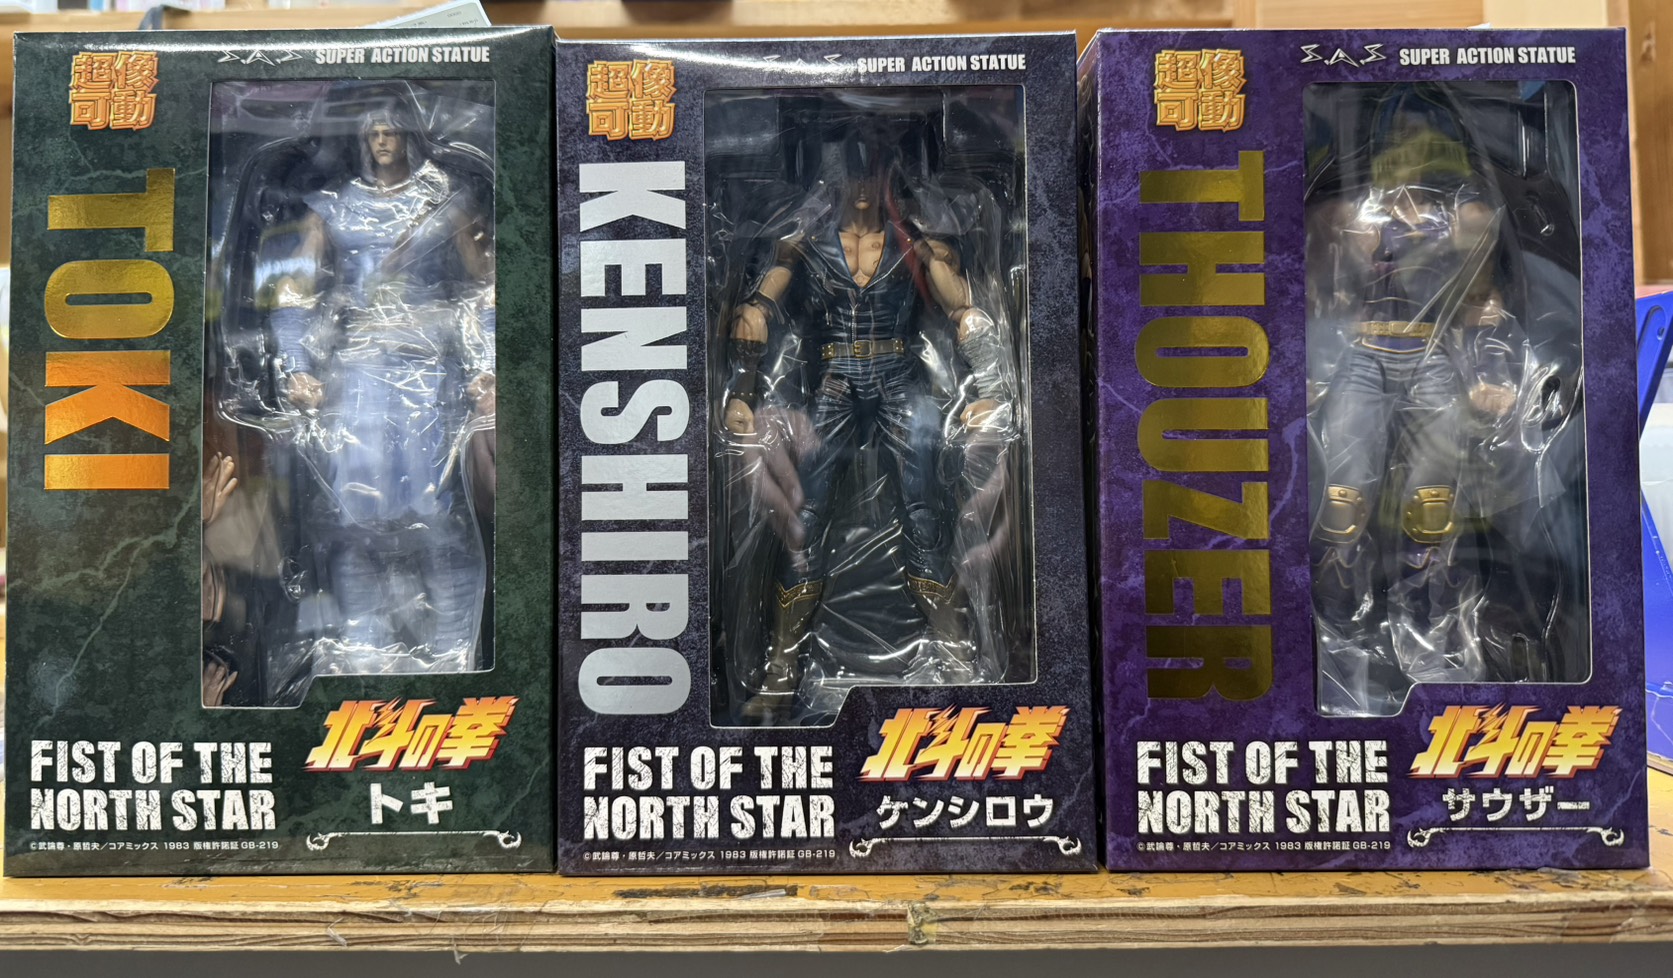 超像
可動
S.A.S SUPER ACTION STATUE
TOKI
FIST OF THE
NORTH STAR
北斗の拳
トキ
©武論尊・原哲夫/コアミックス 1983 版権許諾証GB-219
超像
可動
S.A.S SUPER ACTION STATUE
KENSHIRO
FIST OF THE
NORTH STAR
北斗の拳
ケンシロウ
©武論尊・原哲夫/コアミックス 1983 版権許諾証GB-219
超像
可動
S.A.S SUPER ACTION STATUE
THOUZER
FIST OF THE
NORTH STAR
北斗の拳
サウザー
©武論尊・原哲夫/コアミックス 1983 版権許諾証GB-219